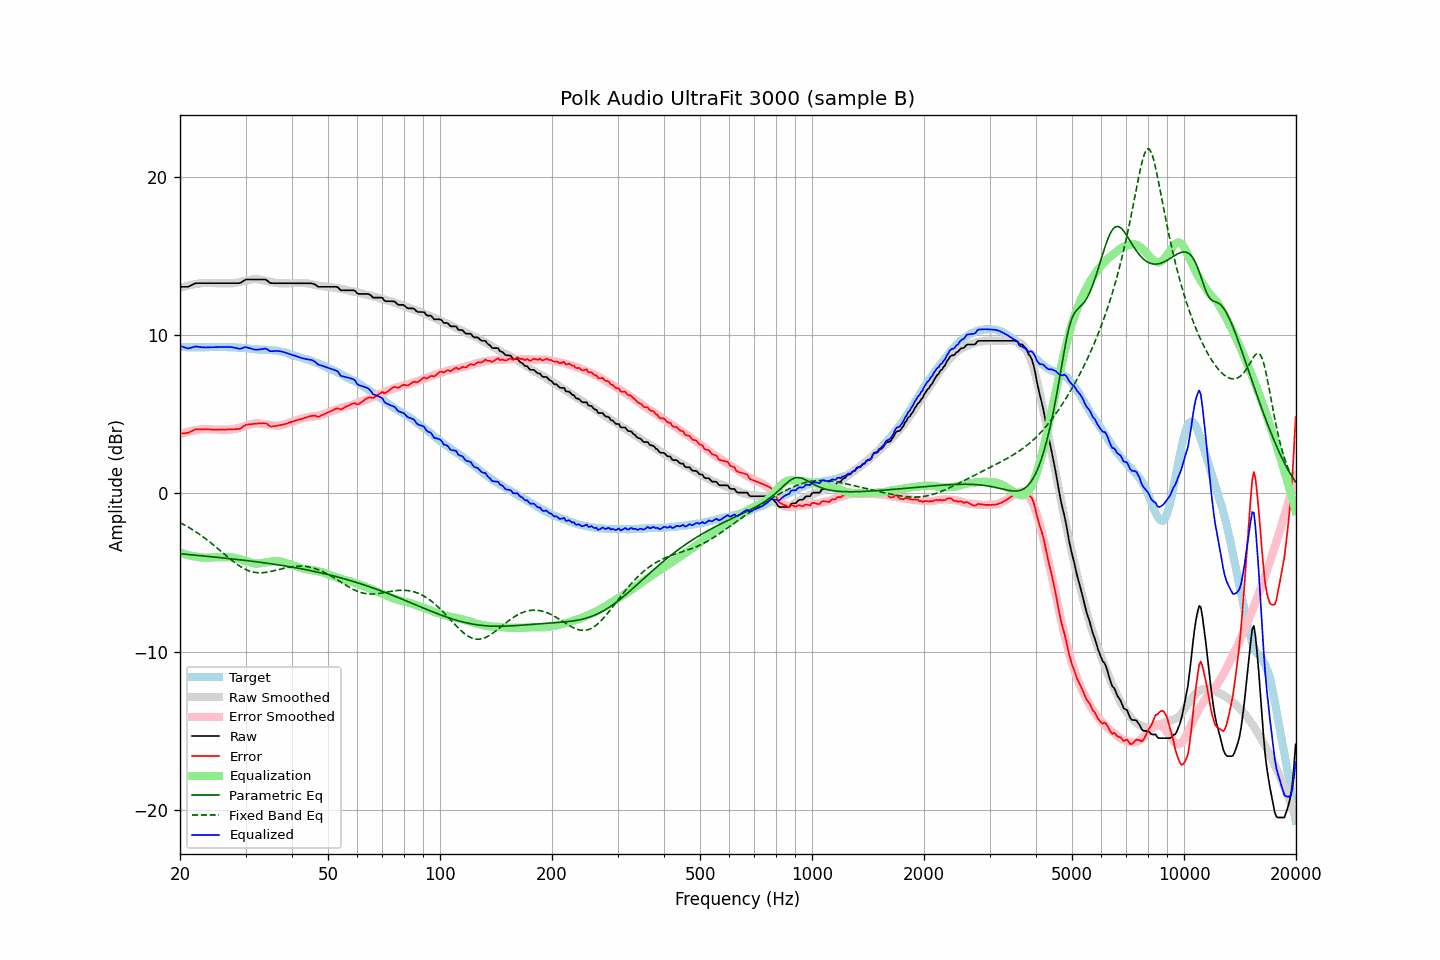 Polk Audio UltraFit 3000 (sample B)
Amplitude (dBr)
20
10
0
−10
−20
Target
Raw Smoothed
Error Smoothed
Raw
Error
Equalization
Parametric Eq
Fixed Band Eq
Equalized
20 50 100 200 500 1000 2000 5000 10000 20000
Frequency (Hz)